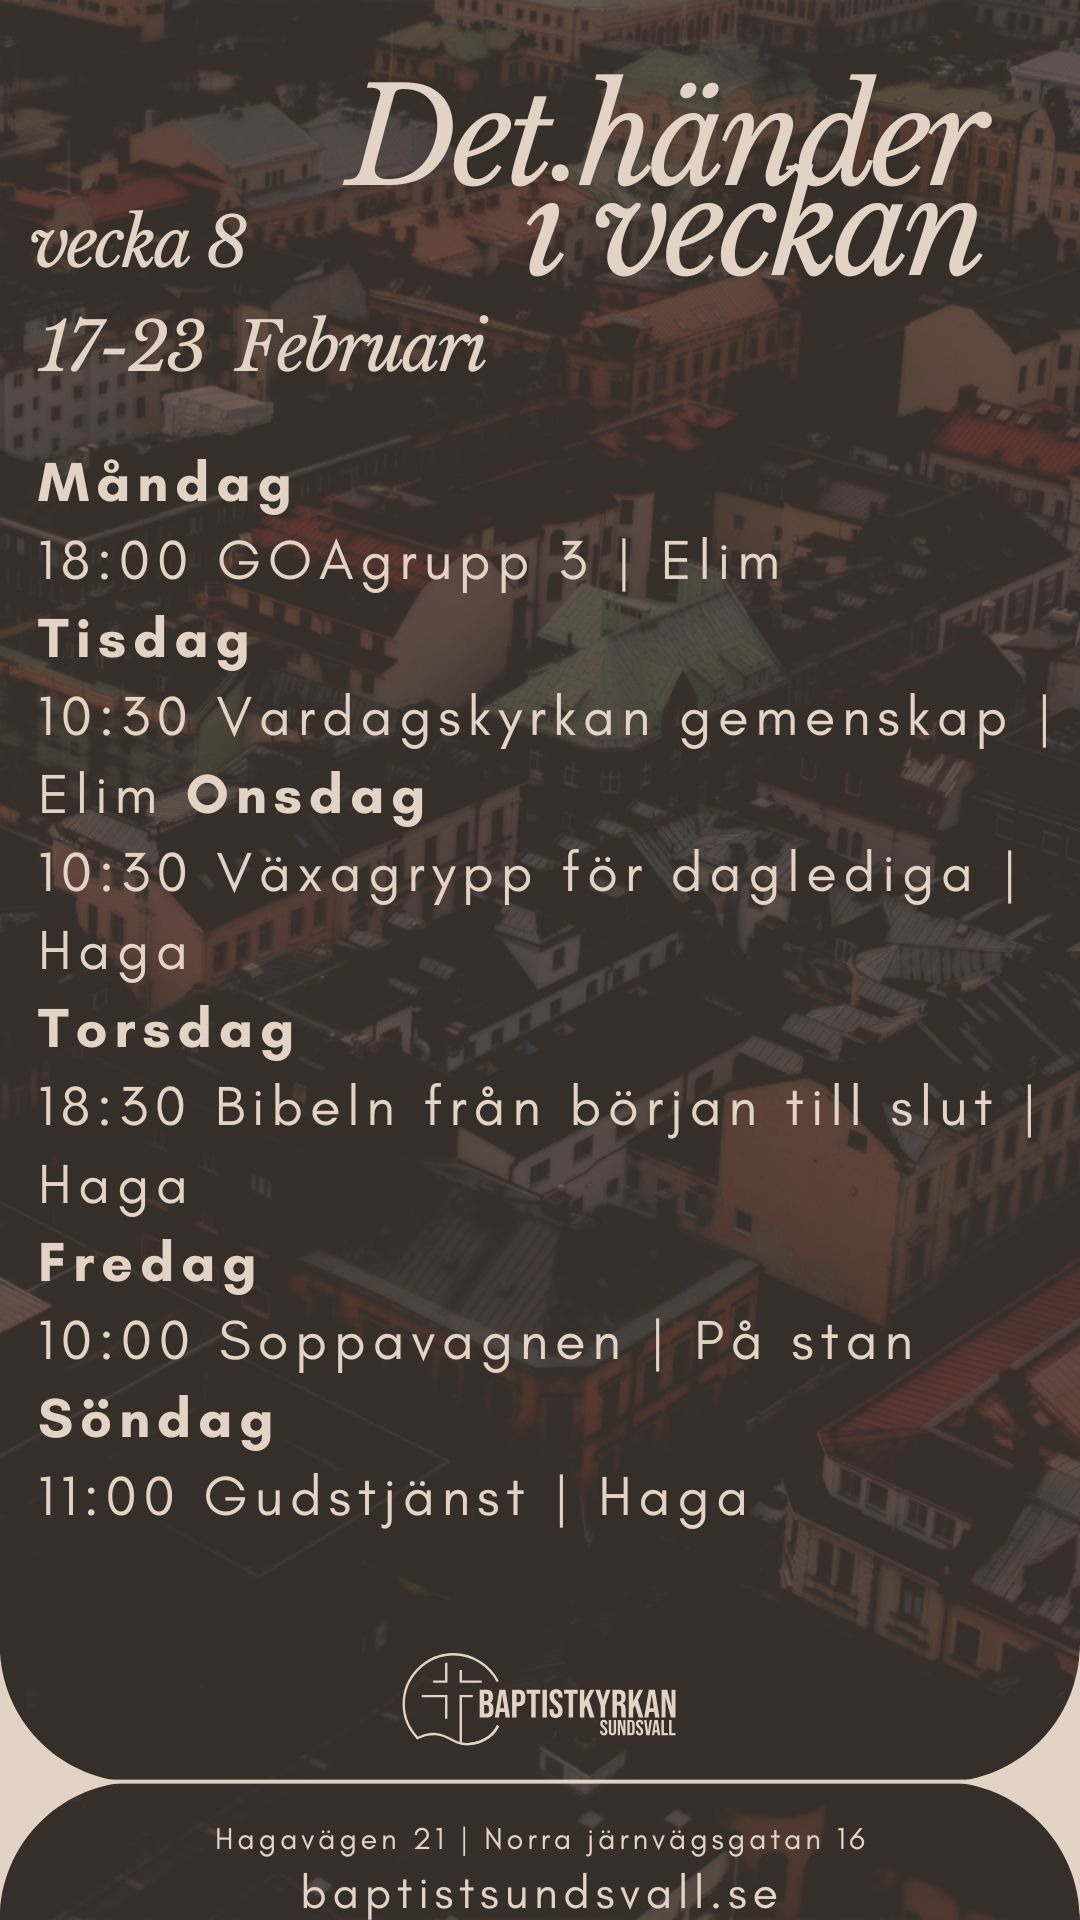 Det händer
i veckan
vecka 8
17-23 Februari
Måndag
18:00 GOAgrupp 3 | Elim
Tisdag
10:30 Vardagskyrkan gemenskap |
Elim Onsdag
10:30 Växagrypp för daglediga |
Haga
Torsdag
18:30 Bibeln från början till slut |
Haga
Fredag
10:00 Soppavagnen | På stan
Söndag
11:00 Gudstjänst | Haga
BAPTISTKYRKAN
SUNDSVALL
Hagavägen 21 | Norra järnvägsgatan 16
baptistsundsvall.se